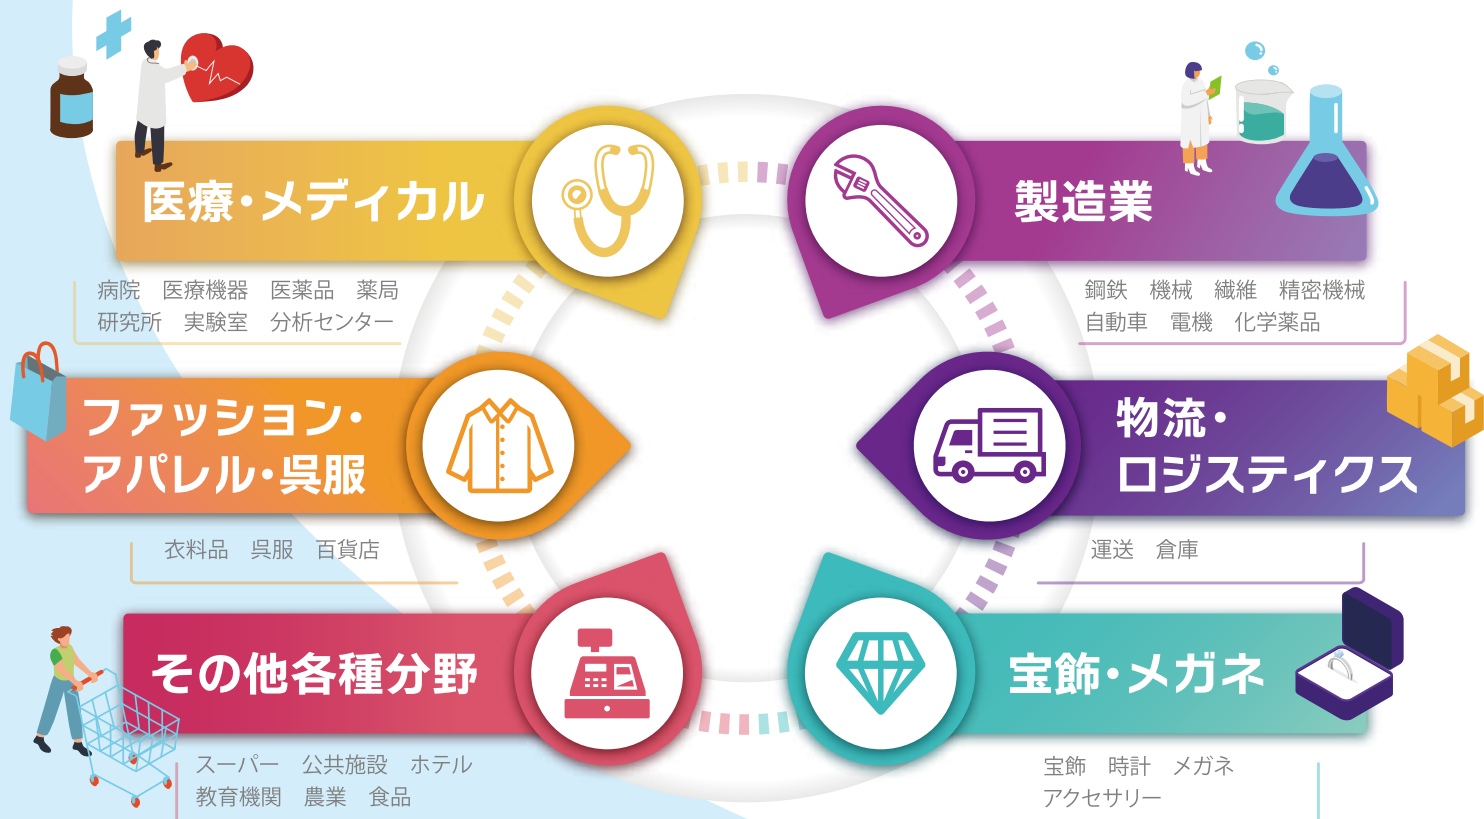 医療・メディカル
病院　医療機器　医薬品　薬局
研究所　実験室　分析センター
製造業
鋼鉄　機械　繊維　精密機械
自動車　電機　化学薬品
ファッション・
アパレル・呉服
衣料品　呉服　百貨店
物流・
ロジスティクス
運送　倉庫
その他各種分野
スーパー　公共施設　ホテル
教育機関　農業　食品
宝飾・メガネ
宝飾　時計　メガネ
アクセサリー